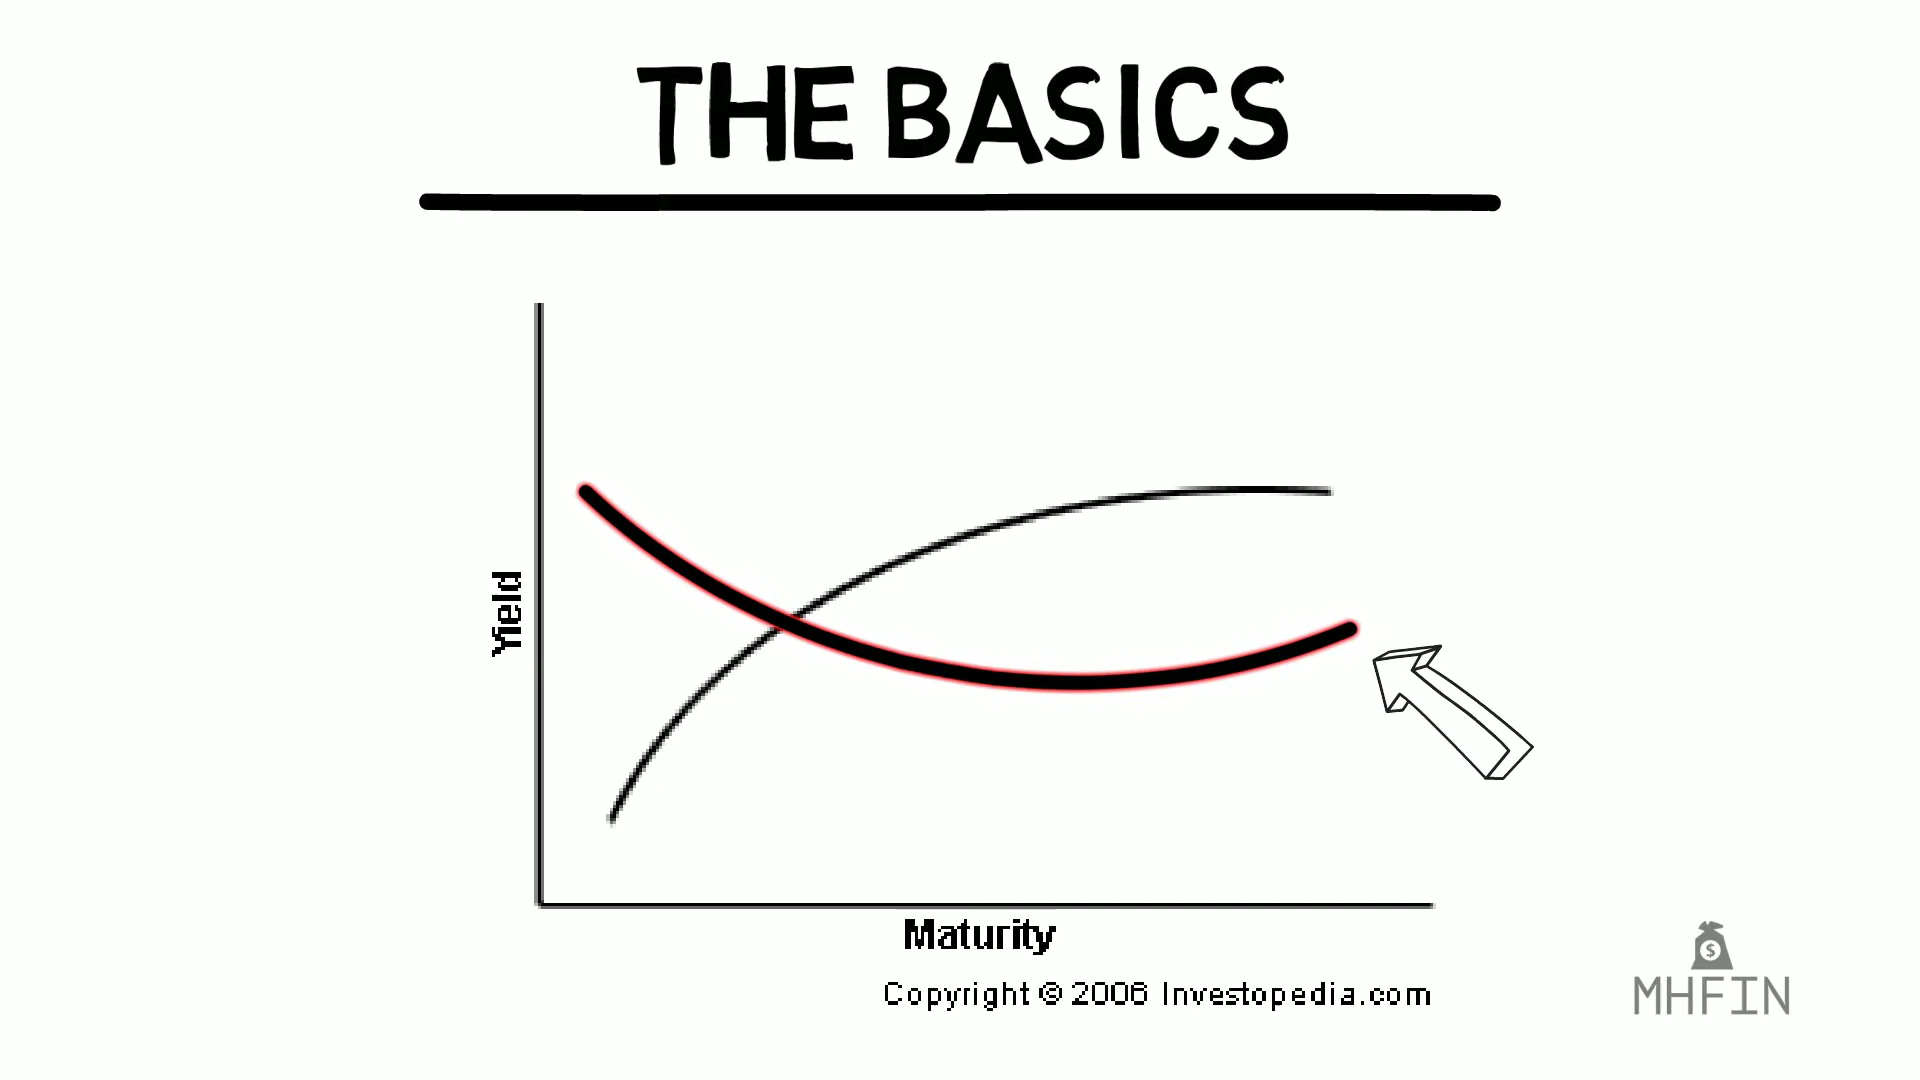 THE BASICS
Yield
Maturity
Copyright © 2006 Investopedia.com
$
MHFIN